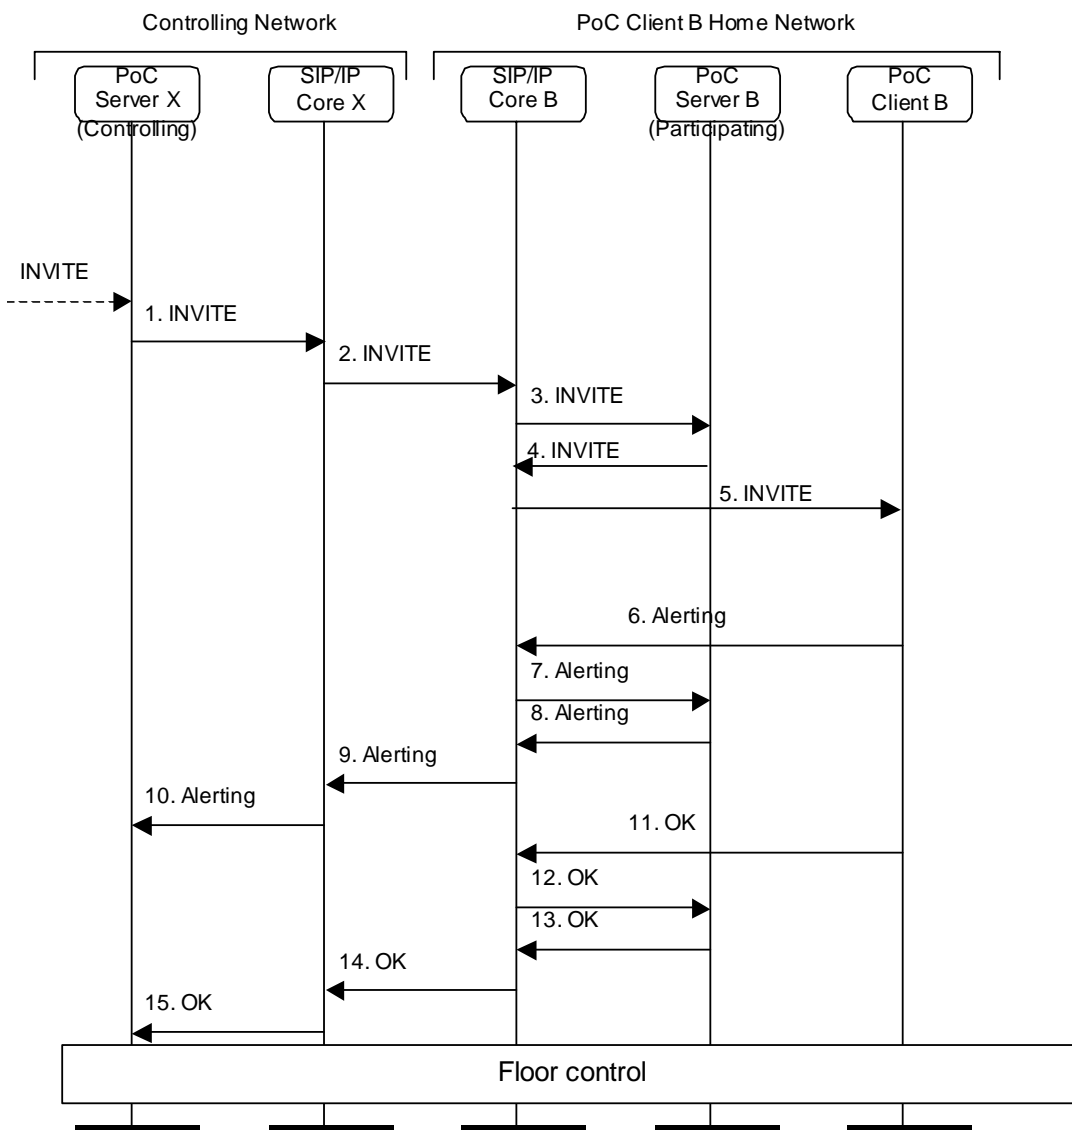 Controlling Network
PoC Client B Home Network
PoC
Server X
(Controlling)
SIP/IP
Core X
SIP/IP
Core B
PoC
Server B
(Participating)
PoC
Client B
INVITE
1. INVITE
2. INVITE
3. INVITE
4. INVITE
5. INVITE
6. Alerting
7. Alerting
8. Alerting
9. Alerting
10. Alerting
11. OK
12. OK
13. OK
14. OK
15. OK
Floor control